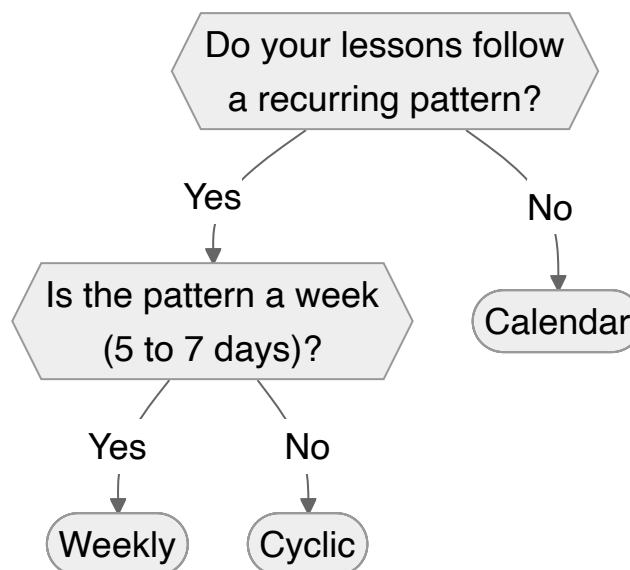 Do your lessons follow
a recurring pattern?
Yes
No
Is the pattern a week
(5 to 7 days)?
Calendar
Yes
No
Weekly
Cyclic